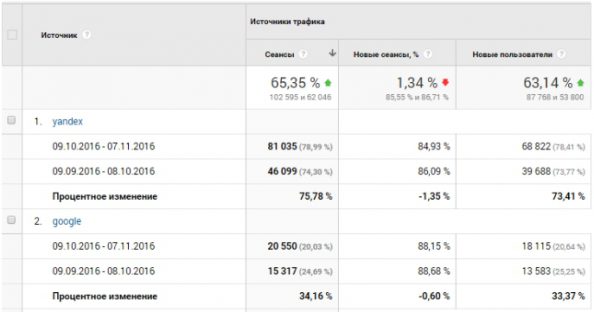 Источники трафика
Источник ? Сеансы ? ↓ Новые сеансы, % ? Новые пользователи ?
65,35 % 1,34 % 63,14 %
102 595 и 62 046 85,55 % и 86,71 % 87 768 и 53 800
1. yandex
09.10.2016 - 07.11.2016 81 035 (78,99 %) 84,93 % 68 822 (78,41 %)
09.09.2016 - 08.10.2016 46 099 (74,30 %) 86,09 % 39 688 (73,77 %)
Процентное изменение 75,78 % -1,35 % 73,41 %
2. google
09.10.2016 - 07.11.2016 20 550 (20,03 %) 88,15 % 18 115 (20,64 %)
09.09.2016 - 08.10.2016 15 317 (24,69 %) 88,68 % 13 583 (25,25 %)
Процентное изменение 34,16 % -0,60 % 33,37 %